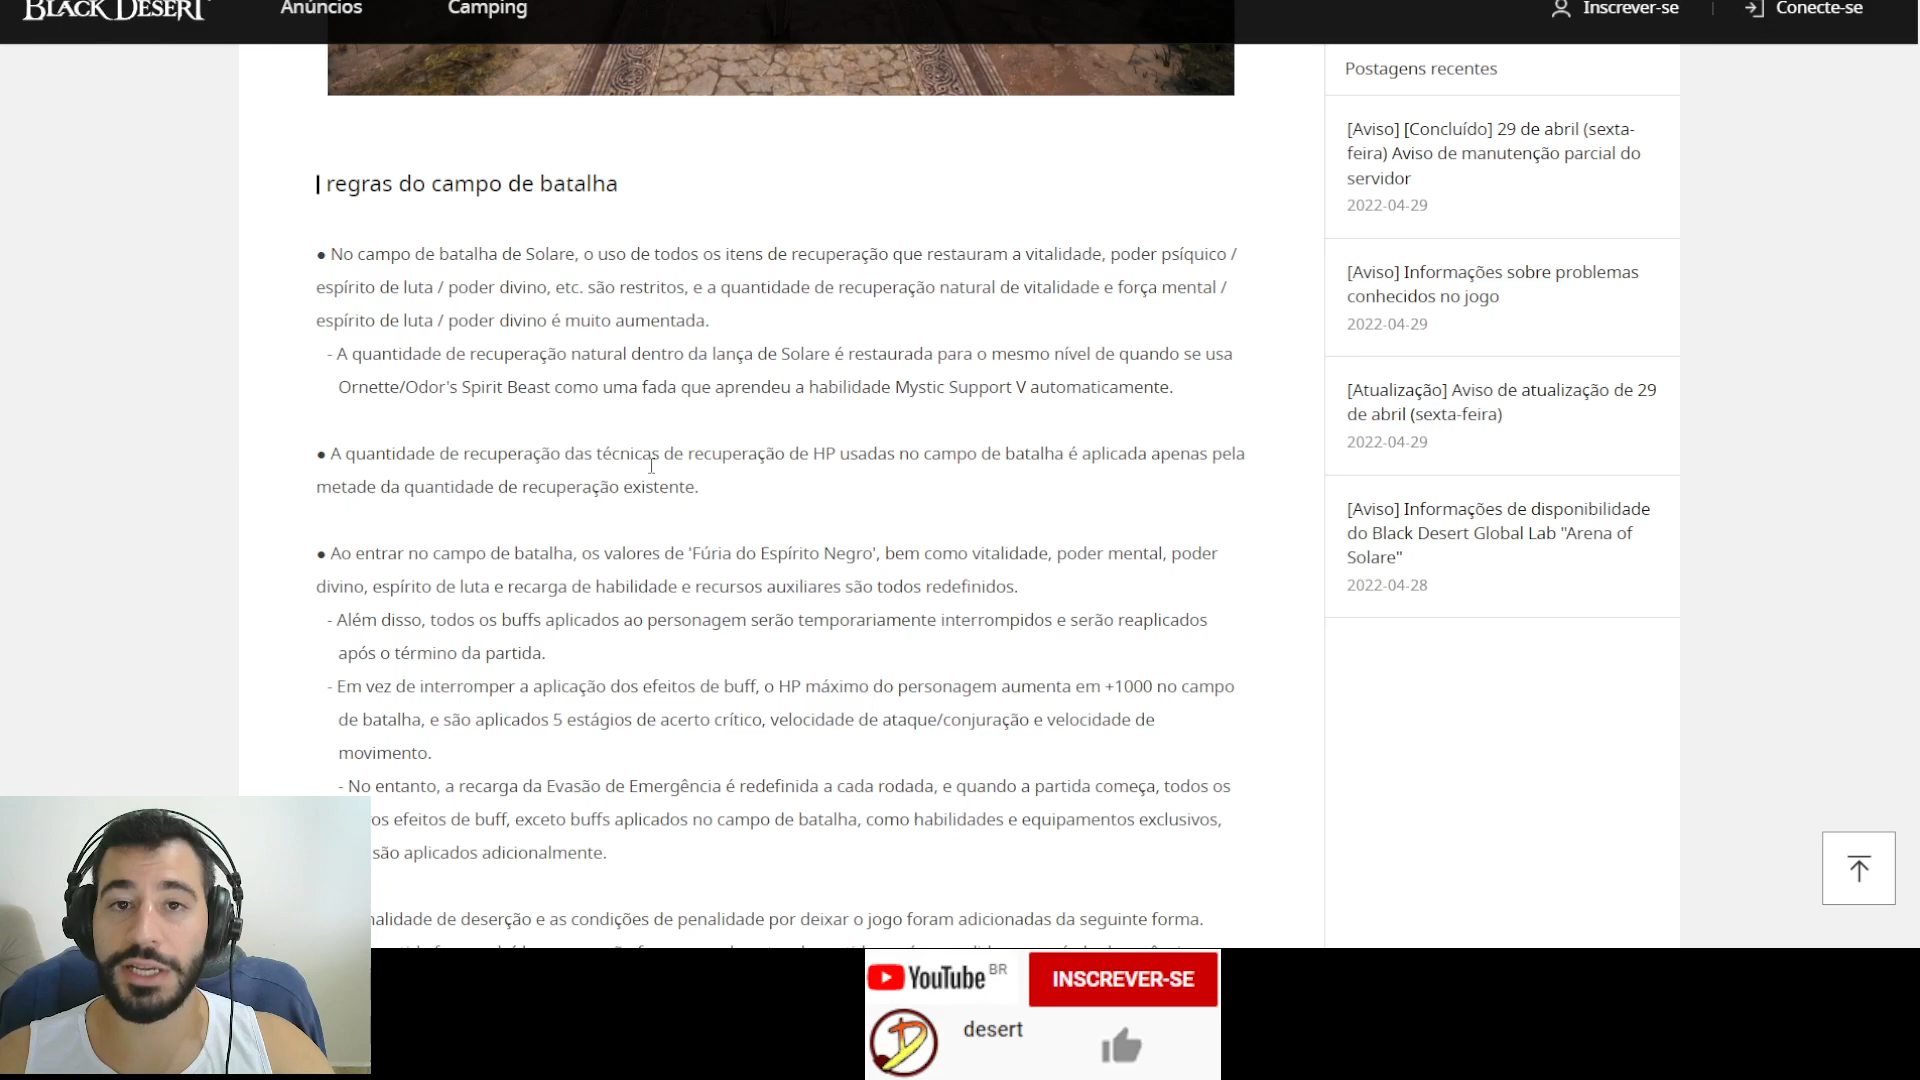 BLACK DESERT
Anúncios
Camping
Inscrever-se
Conecte-se
Postagens recentes
[Aviso] [Concluído] 29 de abril (sexta-
feira) Aviso de manutenção parcial do
servidor
2022-04-29
[Aviso] Informações sobre problemas
conhecidos no jogo
2022-04-29
[Atualização] Aviso de atualização de 29
de abril (sexta-feira)
2022-04-29
[Aviso] Informações de disponibilidade
do Black Desert Global Lab "Arena of
Solare"
2022-04-28
| regras do campo de batalha
● No campo de batalha de Solare, o uso de todos os itens de recuperação que restauram a vitalidade, poder psíquico /
espírito de luta / poder divino, etc. são restritos, e a quantidade de recuperação natural de vitalidade e força mental /
espírito de luta / poder divino é muito aumentada.
- A quantidade de recuperação natural dentro da lança de Solare é restaurada para o mesmo nível de quando se usa
Ornette/Odor's Spirit Beast como uma fada que aprendeu a habilidade Mystic Support V automaticamente.
● A quantidade de recuperação das técnicas de recuperação de HP usadas no campo de batalha é aplicada apenas pela
metade da quantidade de recuperação existente.
● Ao entrar no campo de batalha, os valores de 'Fúria do Espírito Negro', bem como vitalidade, poder mental, poder
divino, espírito de luta e recarga de habilidade e recursos auxiliares são todos redefinidos.
- Além disso, todos os buffs aplicados ao personagem serão temporariamente interrompidos e serão reaplicados
após o término da partida.
- Em vez de interromper a aplicação dos efeitos de buff, o HP máximo do personagem aumenta em +1000 no campo
de batalha, e são aplicados 5 estágios de acerto crítico, velocidade de ataque/conjuração e velocidade de
movimento.
- No entanto, a recarga da Evasão de Emergência é redefinida a cada rodada, e quando a partida começa, todos os
os efeitos de buff, exceto buffs aplicados no campo de batalha, como habilidades e equipamentos exclusivos,
são aplicados adicionalmente.
nalidade de deserção e as condições de penalidade por deixar o jogo foram adicionadas da seguinte forma.
YouTube BR
INSCREVER-SE
desert